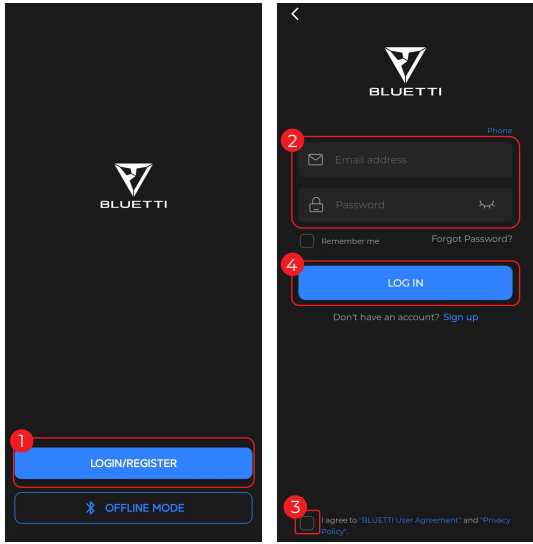 BLUETTI
1
LOGIN/REGISTER
OFFLINE MODE
BLUETTI
Phone
2
Email address
Password
Remember me
Forgot Password?
4
LOG IN
Don't have an account? Sign up
3
I agree to "BLUETTI User Agreement" and "Privacy
Policy".